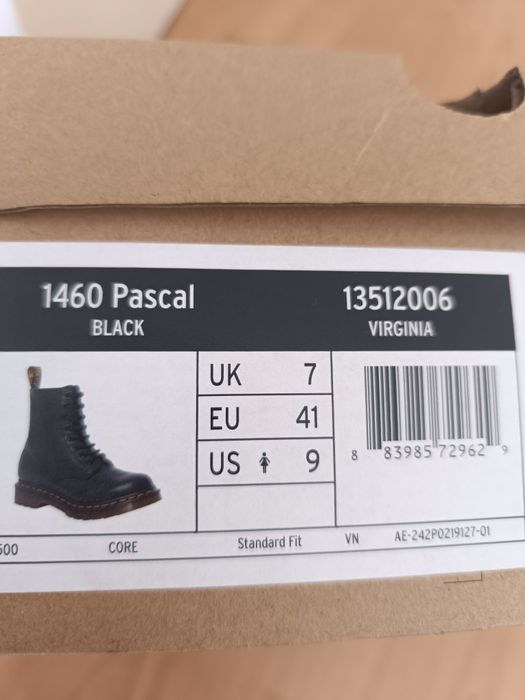 1460 Pascal
BLACK
13512006
VIRGINIA
UK 7
EU 41
US 9
8 83985 72962 9
500 CORE Standard Fit VN AE-242P0219127-01